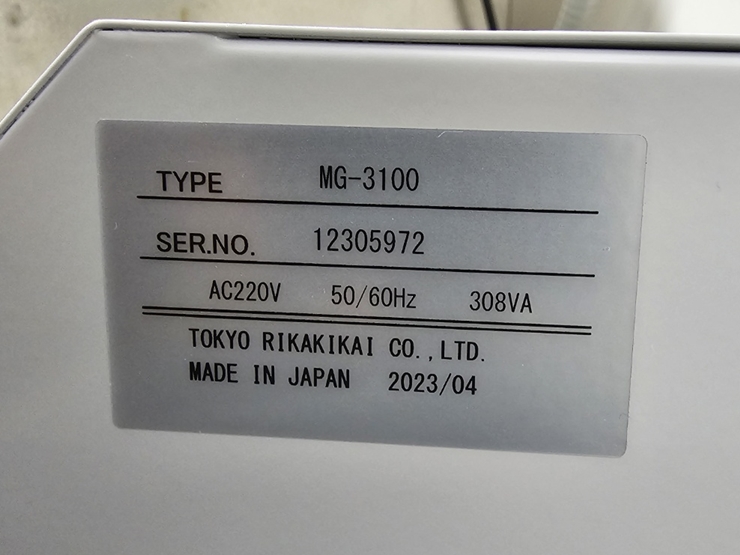 TYPE MG-3100
SER.NO. 12305972
AC220V 50/60Hz 308VA
TOKYO RIKAKIKAI CO.,LTD.
MADE IN JAPAN 2023/04